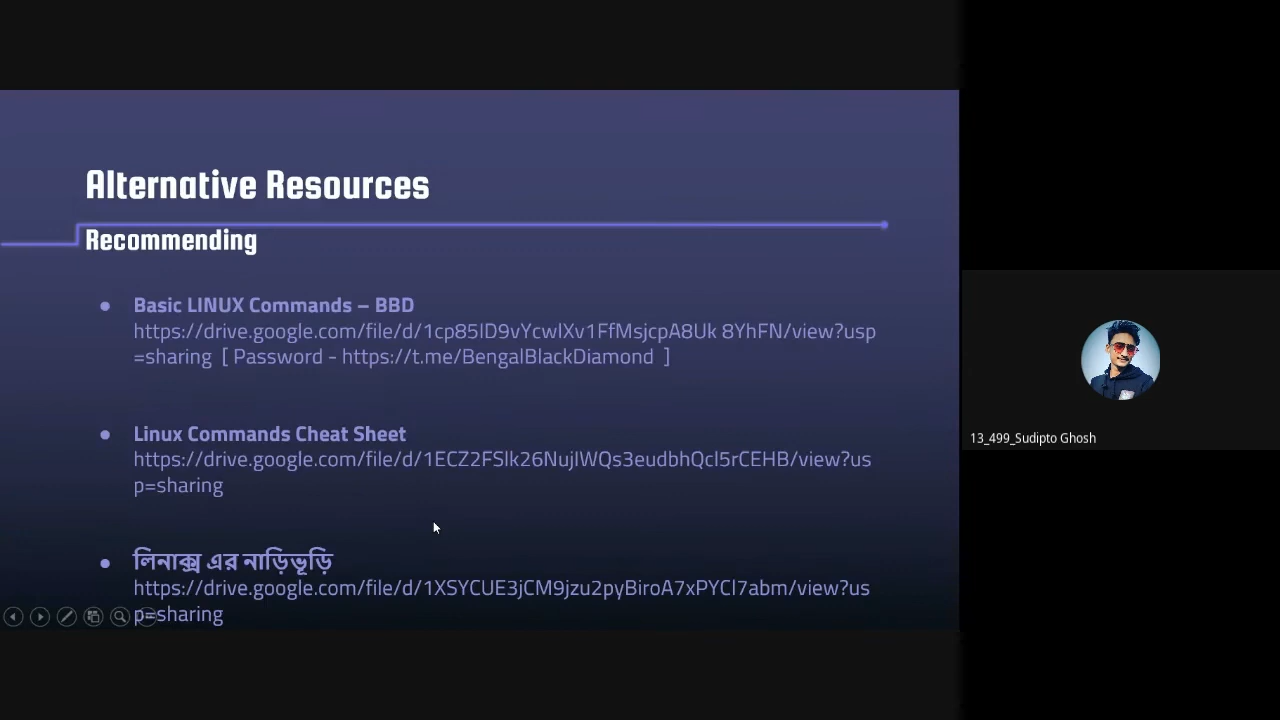 Alternative Resources
Recommending
● Basic LINUX Commands – BBD
https://drive.google.com/file/d/1cp85lD9vYcwlXv1FfMsjcpA8Uk 8YhFN/view?usp
=sharing [ Password - https://t.me/BengalBlackDiamond ]
● Linux Commands Cheat Sheet
https://drive.google.com/file/d/1ECZ2FSlk26NujIWQs3eudbhQcl5rCEHB/view?us
p=sharing
● লিনাক্স এর নাড়িভূড়ি
https://drive.google.com/file/d/1XSYCUE3jCM9jzu2pyBiroA7xPYCl7abm/view?us
p=sharing
13_499_Sudipto Ghosh